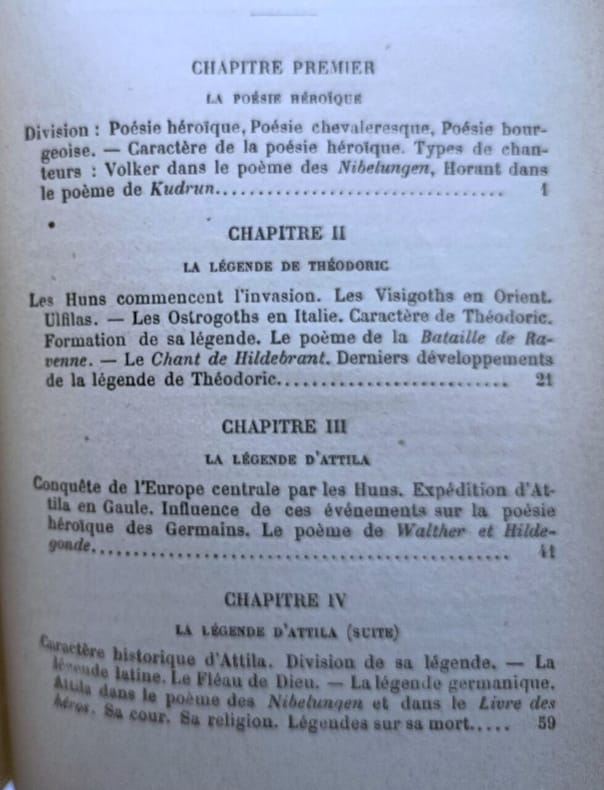 CHAPITRE PREMIER
LA POÉSIE HÉROÏQUE
Division : Poésie héroïque, Poésie chevaleresque, Poésie bour-
geoise. — Caractère de la poésie héroïque. Types de chan-
teurs : Volker dans le poème des Nibelungen, Horant dans
le poème de Kudrun................................ 1
CHAPITRE II
LA LÉGENDE DE THÉODORIC
Les Huns commencent l'invasion. Les Visigoths en Orient.
Ulfilas. — Les Ostrogoths en Italie. Caractère de Théodoric.
Formation de sa légende. Le poème de la Bataille de Ra-
venne. — Le Chant de Hildebrant. Derniers développements
de la légende de Théodoric.......................... 21
CHAPITRE III
LA LÉGENDE D'ATTILA
Conquête de l'Europe centrale par les Huns. Expédition d'At-
tila en Gaule. Influence de ces événements sur la poésie
héroïque des Germains. Le poème de Walther et Hilde-
gonde............................................... 41
CHAPITRE IV
LA LÉGENDE D'ATTILA (SUITE)
Caractère historique d'Attila. Division de sa légende. — La
légende latine. Le Fléau de Dieu. — La légende germanique.
Attila dans le poème des Nibelungen et dans le Livre des
héros. Sa cour. Sa religion. Légendes sur sa mort..... 59